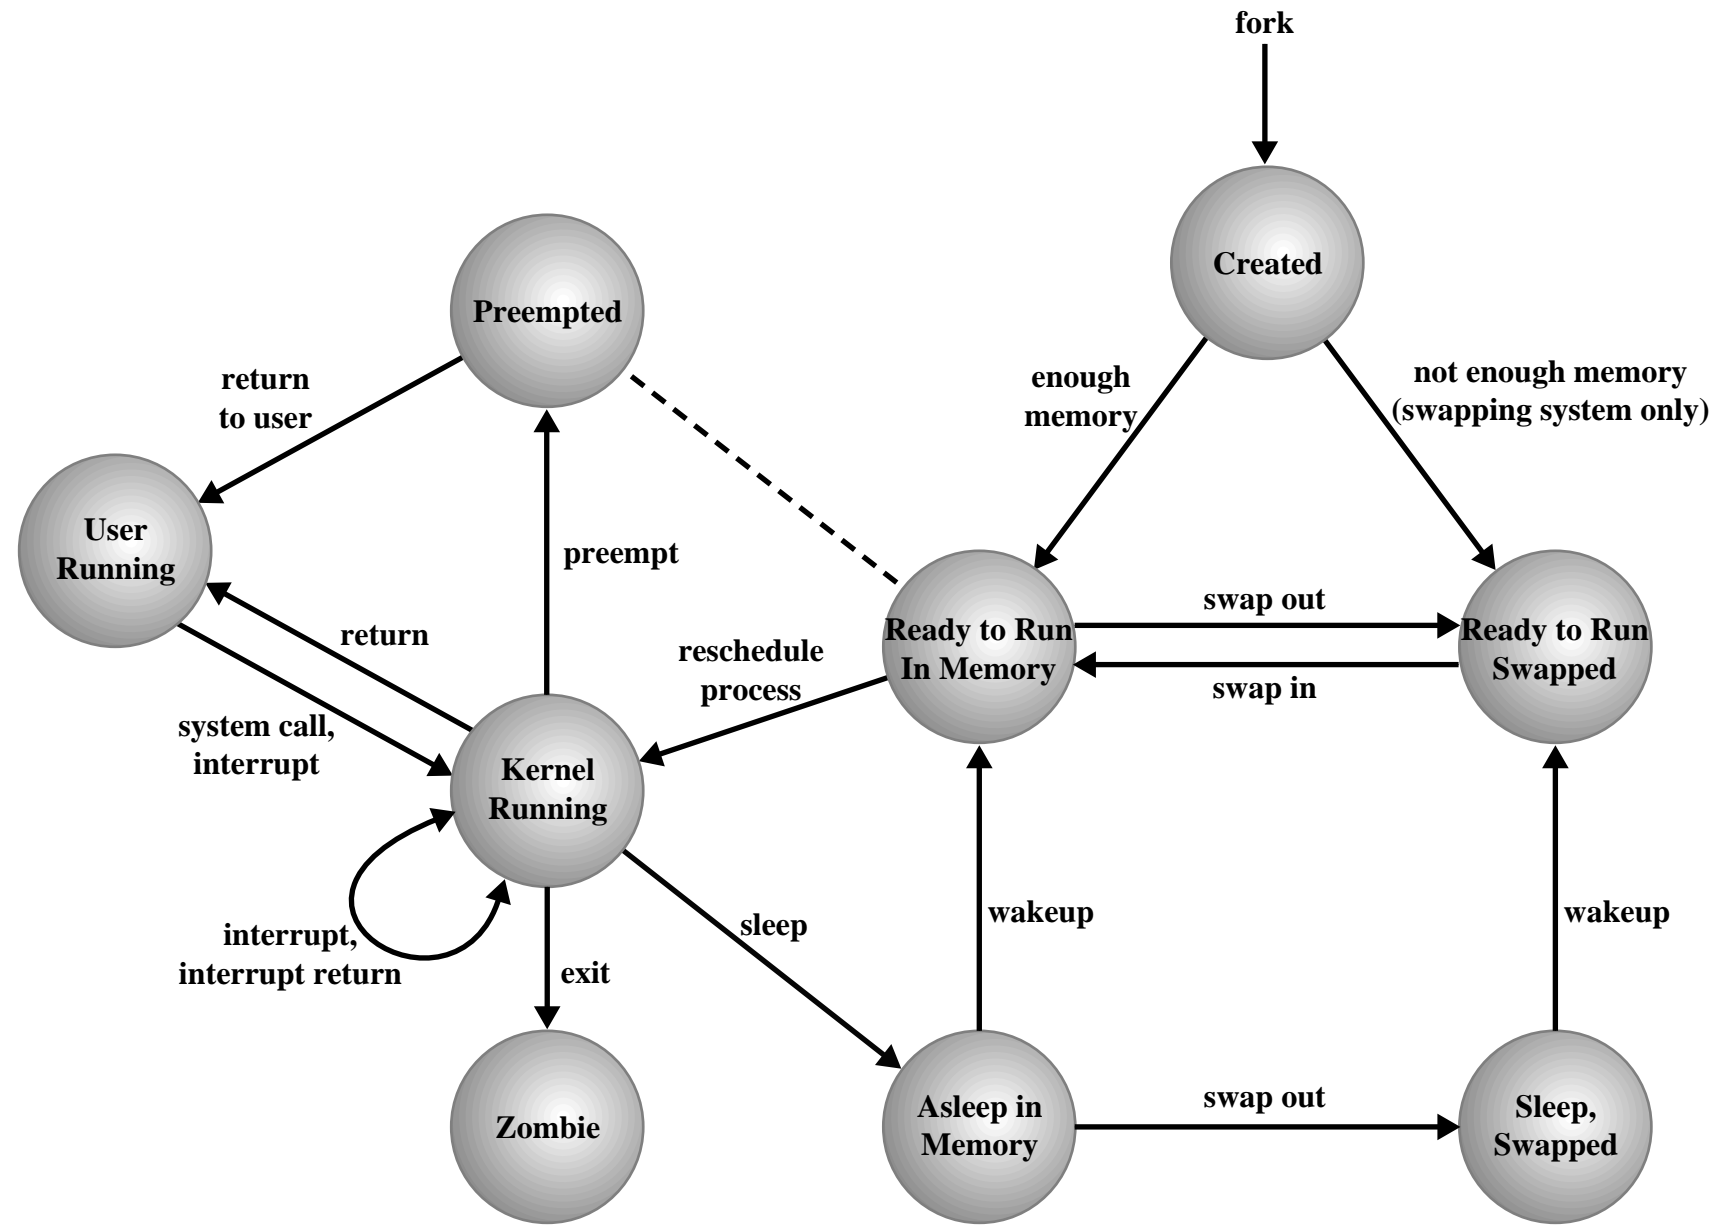 fork
Created
Preempted
return
to user
enough
memory
not enough memory
(swapping system only)
User
Running
preempt
return
reschedule
process
Ready to Run
In Memory
swap out
swap in
Ready to Run
Swapped
system call,
interrupt
Kernel
Running
interrupt,
interrupt return
exit
sleep
wakeup
wakeup
Zombie
Asleep in
Memory
swap out
Sleep,
Swapped